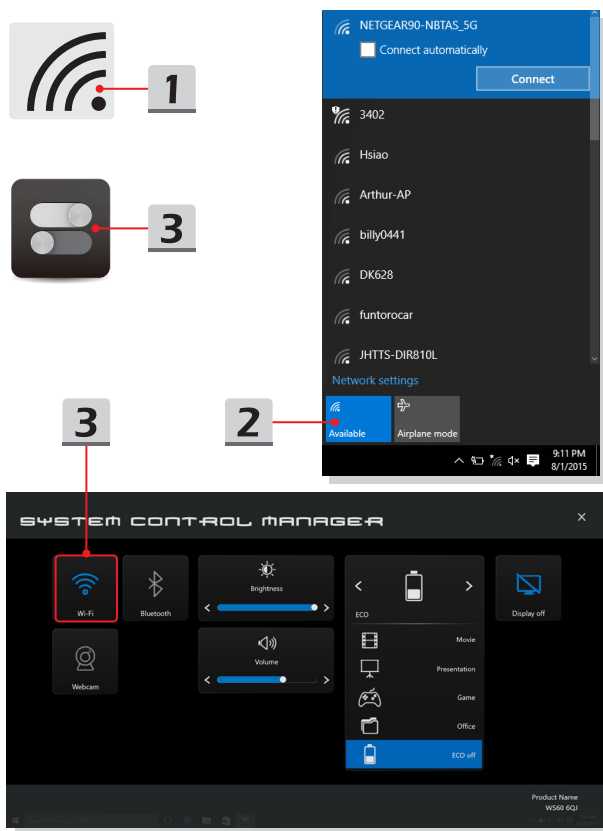 1
3
NETGEAR90-NBTAS_5G
Connect automatically
Connect
3402
Hsiao
Arthur-AP
billy0441
DK628
funtorocar
JHTTS-DIR810L
Network settings
Available
Airplane mode
9:11 PM
8/1/2015
2
3
SYSTEM CONTROL MANAGER
Wi-Fi
Bluetooth
Brightness
ECO
Display off
Webcam
Volume
Movie
Presentation
Game
Office
ECO off
Product Name
WS60 6QJ